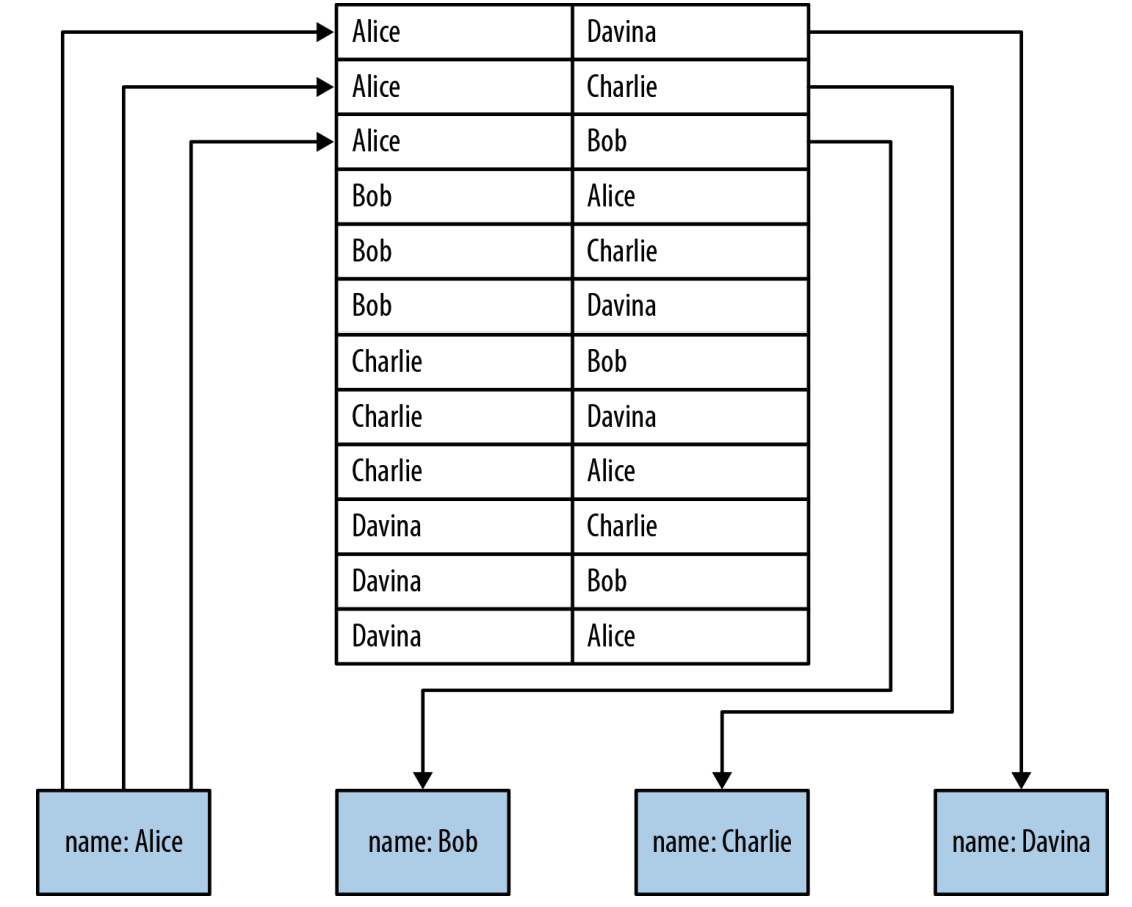 Alice Davina
Alice Charlie
Alice Bob
Bob Alice
Bob Charlie
Bob Davina
Charlie Bob
Charlie Davina
Charlie Alice
Davina Charlie
Davina Bob
Davina Alice
name: Alice name: Bob name: Charlie name: Davina